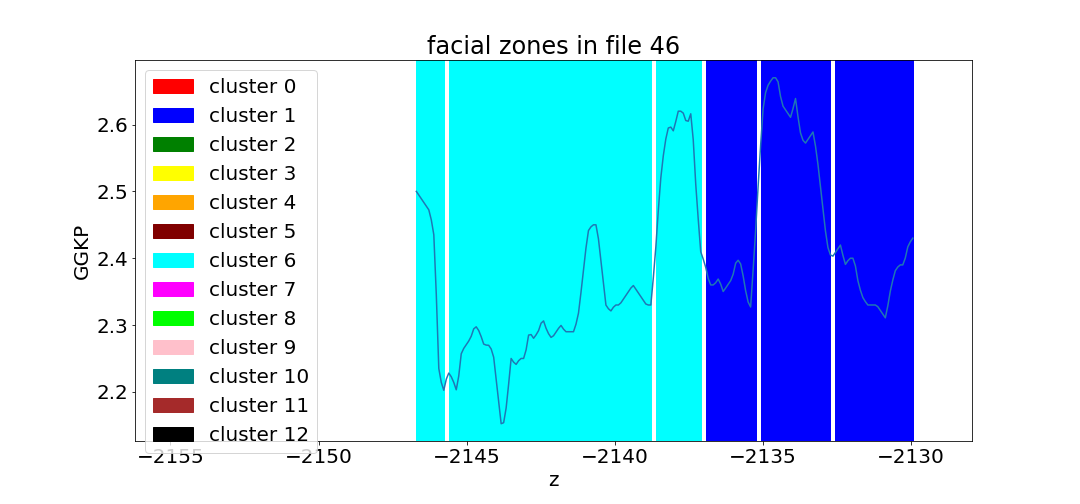 facial zones in file 46
GGKP
2.6
2.5
2.4
2.3
2.2
cluster 0
cluster 1
cluster 2
cluster 3
cluster 4
cluster 5
cluster 6
cluster 7
cluster 8
cluster 9
cluster 10
cluster 11
cluster 12
−2155 −2150 −2145 −2140 −2135 −2130
z